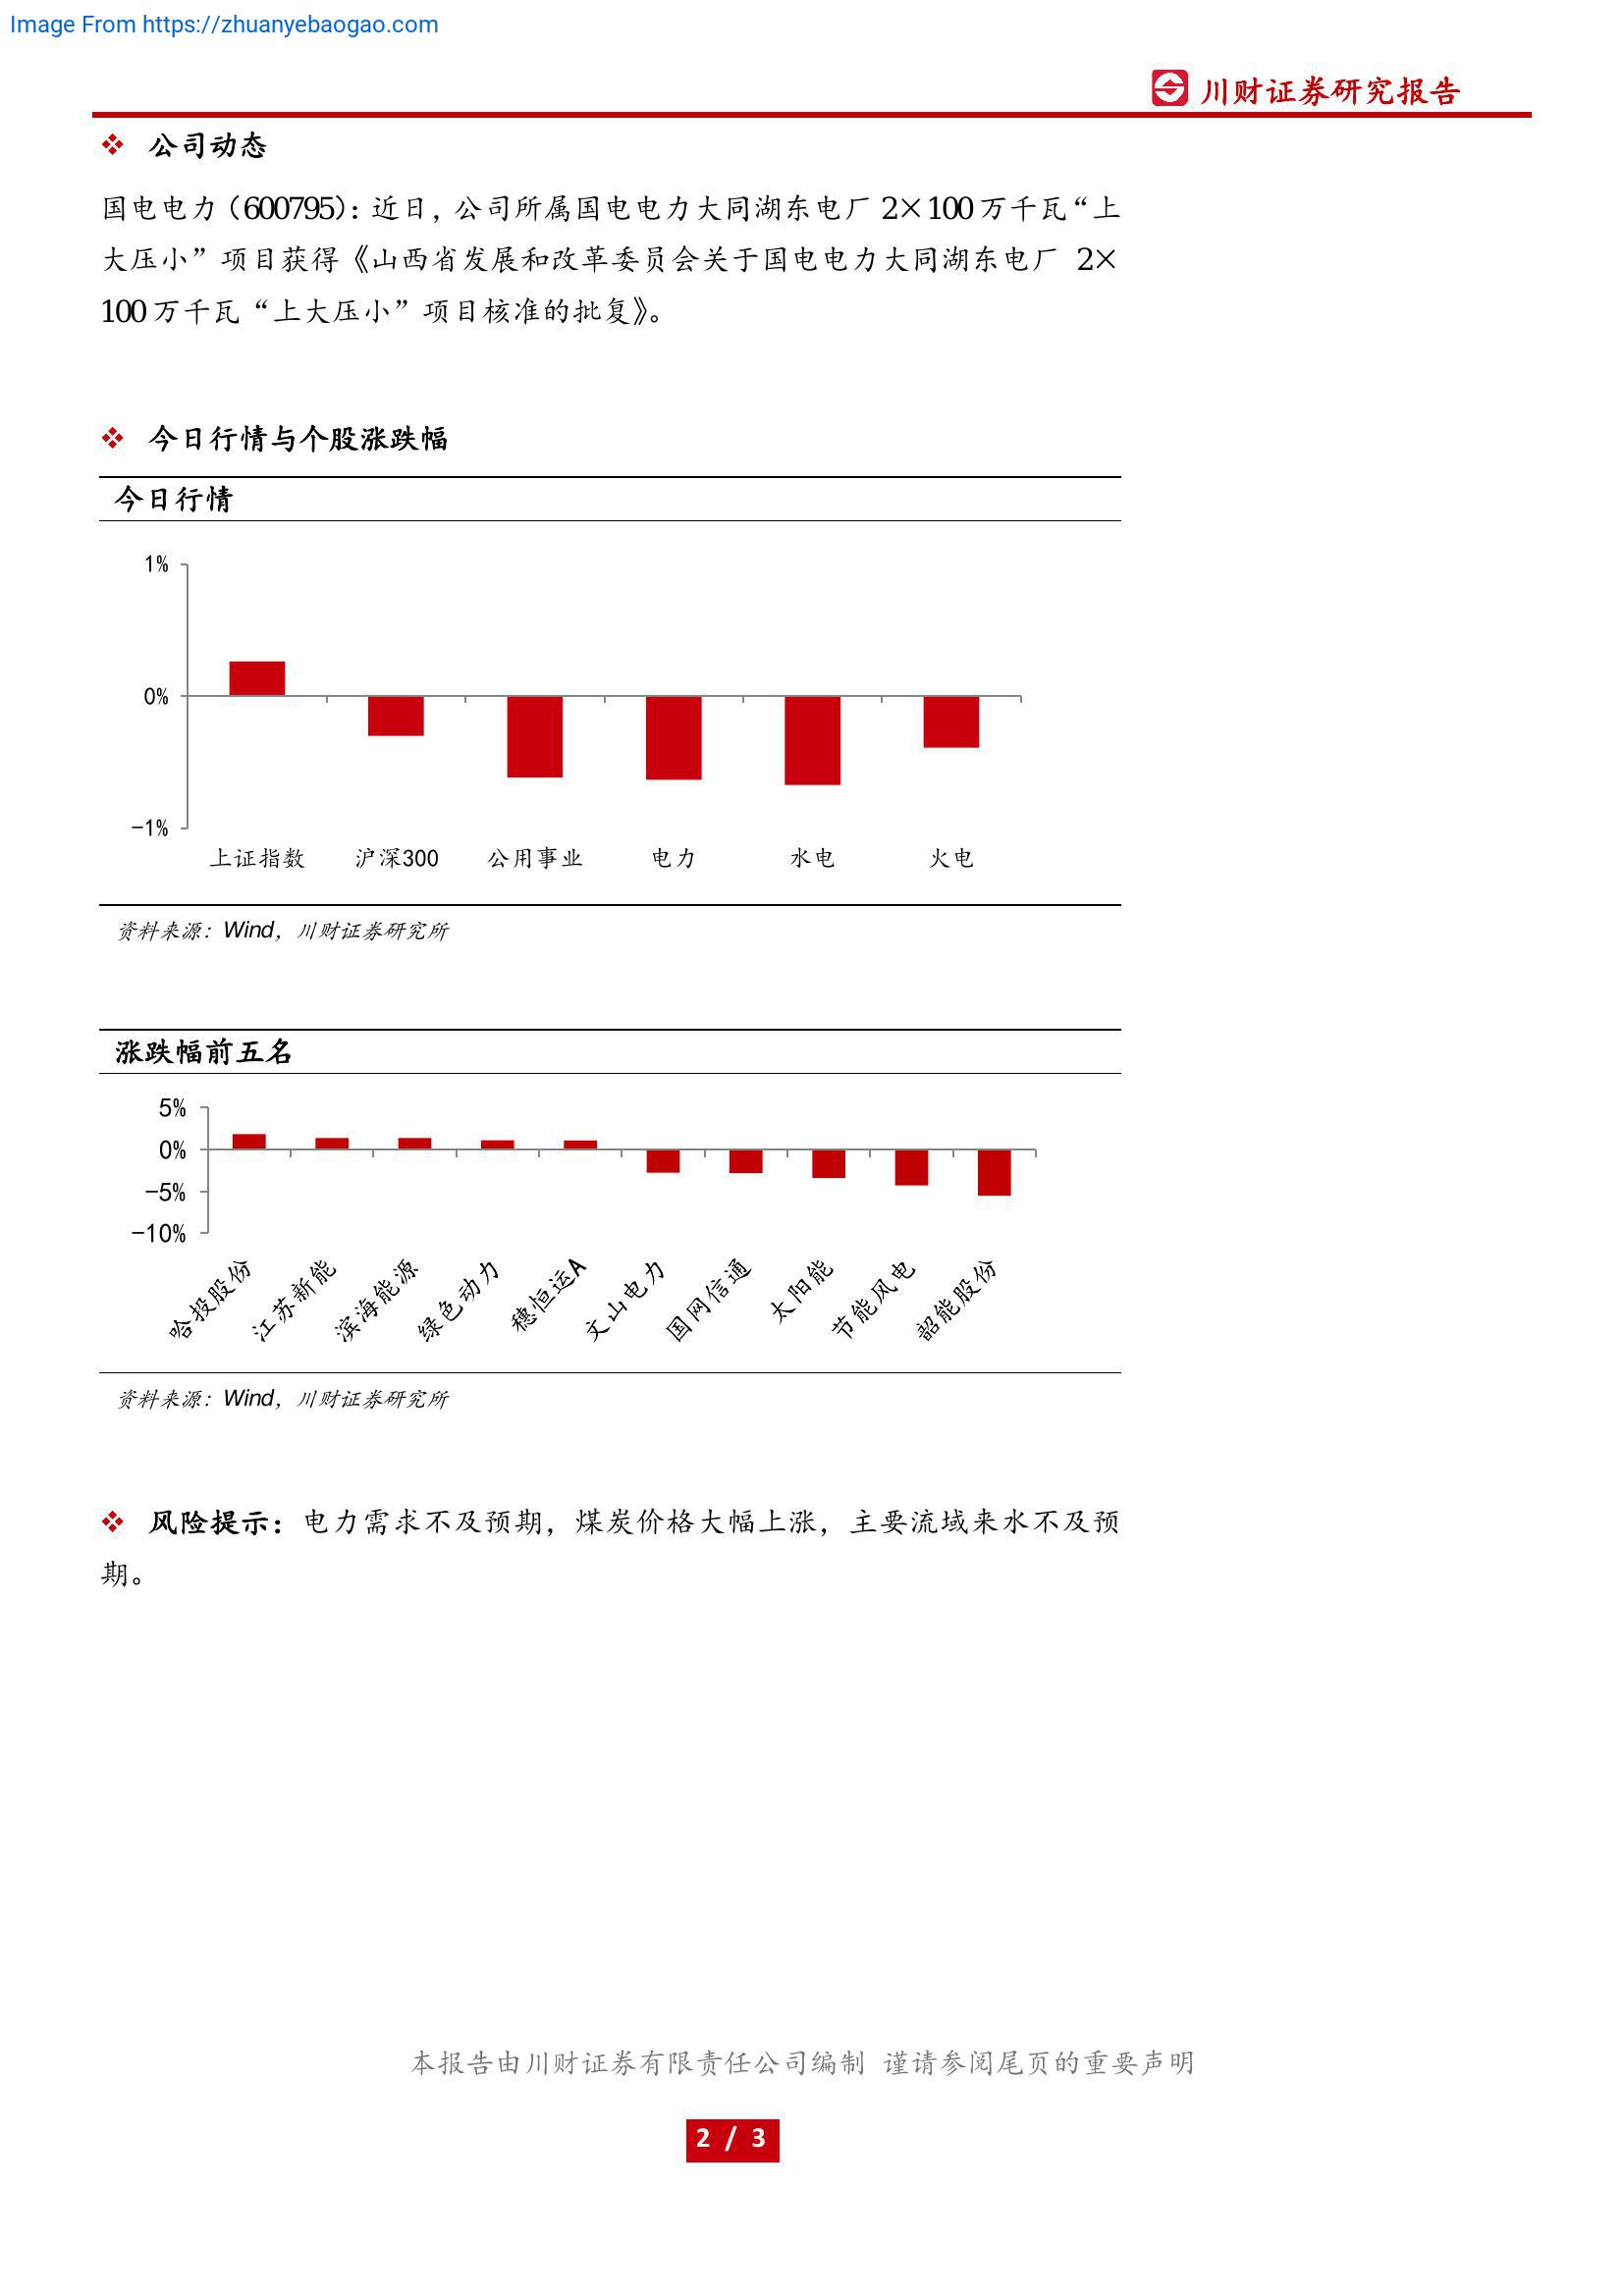 Image From https://zhuanyebaogao.com
川财证券研究报告
❖ 公司动态
国电电力（600795）：近日，公司所属国电电力大同湖东电厂 2×100 万千瓦“上
大压小”项目获得《山西省发展和改革委员会关于国电电力大同湖东电厂 2×
100 万千瓦“上大压小”项目核准的批复》。
❖ 今日行情与个股涨跌幅
今日行情
1%
0%
-1%
上证指数 沪深300 公用事业 电力 水电 火电
资料来源：Wind，川财证券研究所
涨跌幅前五名
5%
0%
-5%
-10%
哈投股份 江苏新能 滨海能源 绿色动力 穗恒运A 文山电力 国网信通 太阳能 节能风电 韶能股份
资料来源：Wind，川财证券研究所
❖ 风险提示：电力需求不及预期，煤炭价格大幅上涨，主要流域来水不及预
期。
本报告由川财证券有限责任公司编制 谨请参阅尾页的重要声明
2 / 3